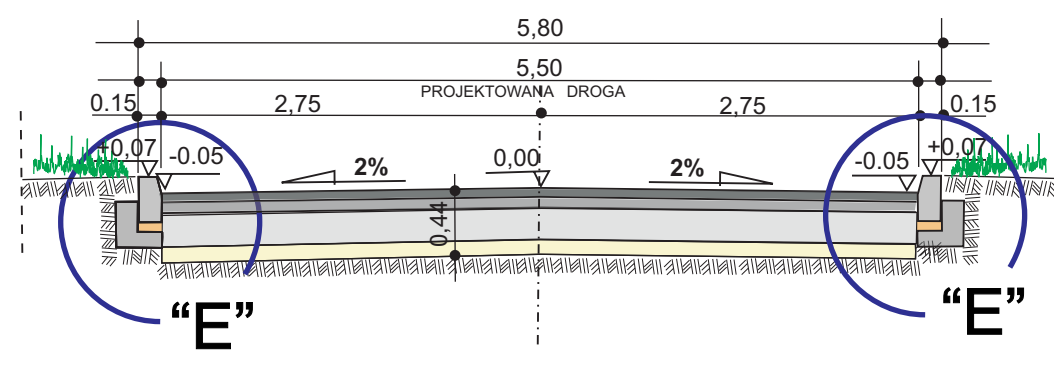 5,80
5,50
PROJEKTOWANA DROGA
0.15 2,75 2,75 0.15
+0,07 -0.05 2% 0,00 2% -0.05 +0,07
0,44
“E” “E”